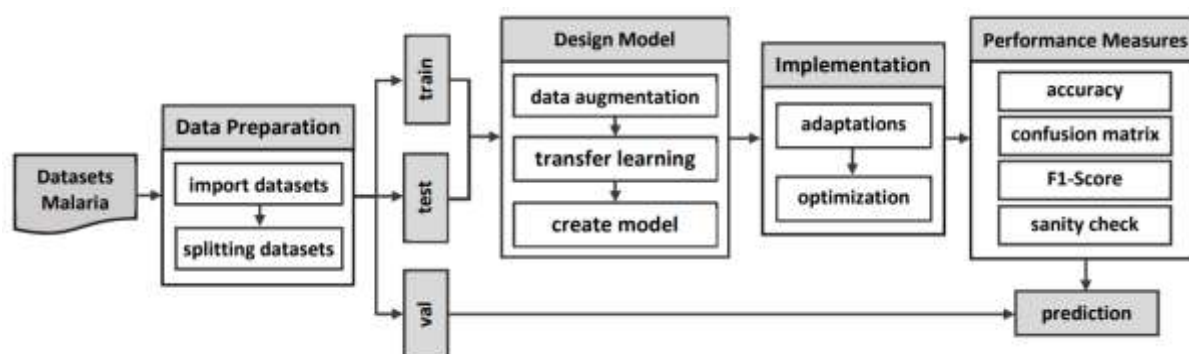 Datasets
Malaria
Data Preparation
import datasets
splitting datasets
train
test
val
Design Model
data augmentation
transfer learning
create model
Implementation
adaptations
optimization
Performance Measures
accuracy
confusion matrix
F1-Score
sanity check
prediction